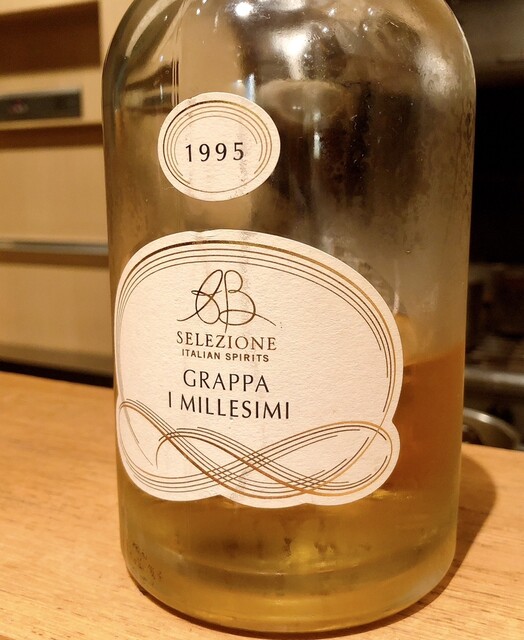 1995
SB
SELEZIONE
ITALIAN SPIRITS
GRAPPA
I MILLESIMI